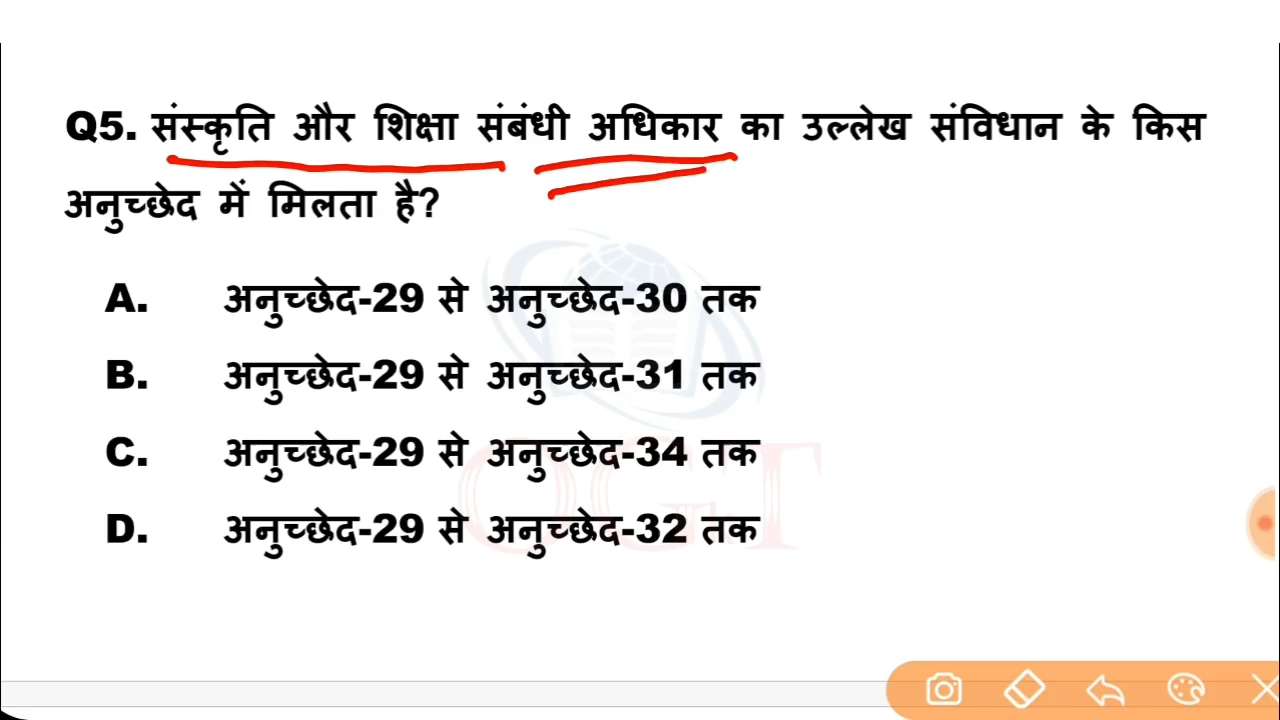 Q5. संस्कृति और शिक्षा संबंधी अधिकार का उल्लेख संविधान के किस
अनुच्छेद में मिलता है?
A. अनुच्छेद-29 से अनुच्छेद-30 तक
B. अनुच्छेद-29 से अनुच्छेद-31 तक
C. अनुच्छेद-29 से अनुच्छेद-34 तक
D. अनुच्छेद-29 से अनुच्छेद-32 तक
OGT